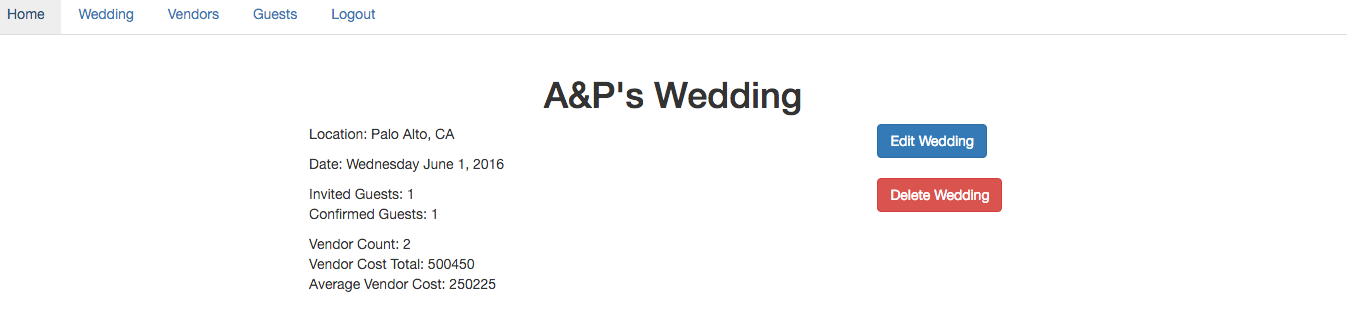 Home Wedding Vendors Guests Logout
A&P's Wedding
Location: Palo Alto, CA
Edit Wedding
Date: Wednesday June 1, 2016
Invited Guests: 1
Delete Wedding
Confirmed Guests: 1
Vendor Count: 2
Vendor Cost Total: 500450
Average Vendor Cost: 250225